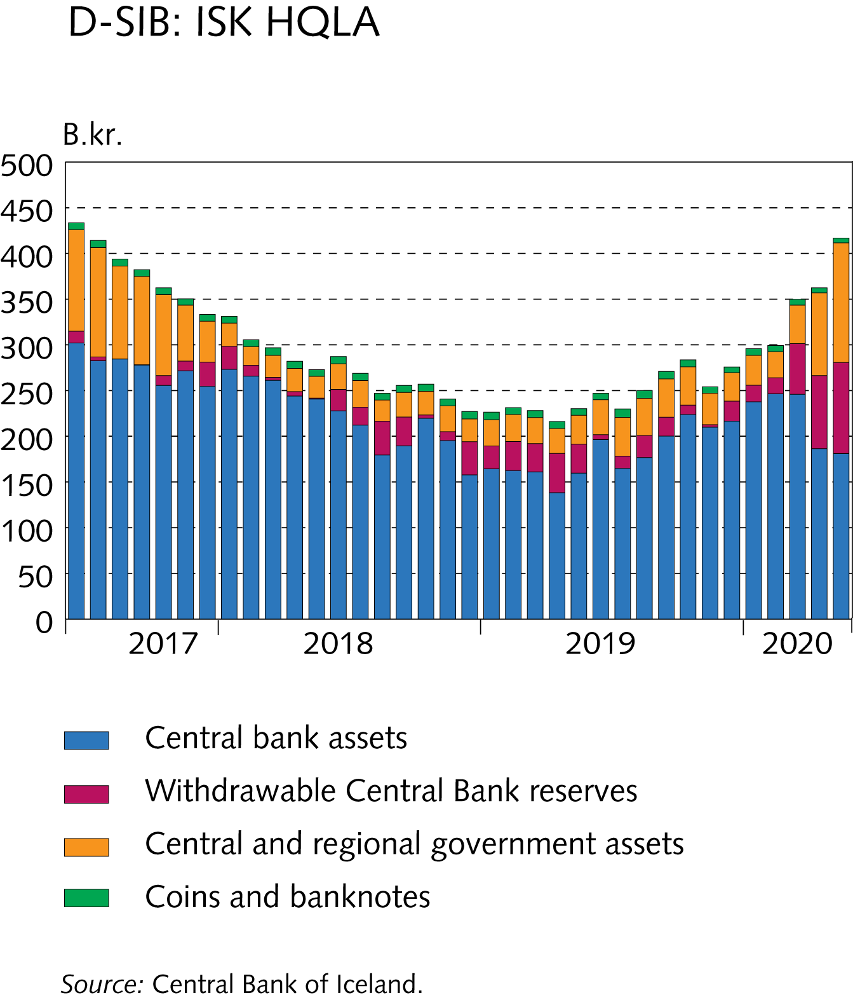 D-SIB: ISK HQLA
B.kr.
500
450
400
350
300
250
200
150
100
50
0
2017 2018 2019 2020
Central bank assets
Withdrawable Central Bank reserves
Central and regional government assets
Coins and banknotes
Source: Central Bank of Iceland.